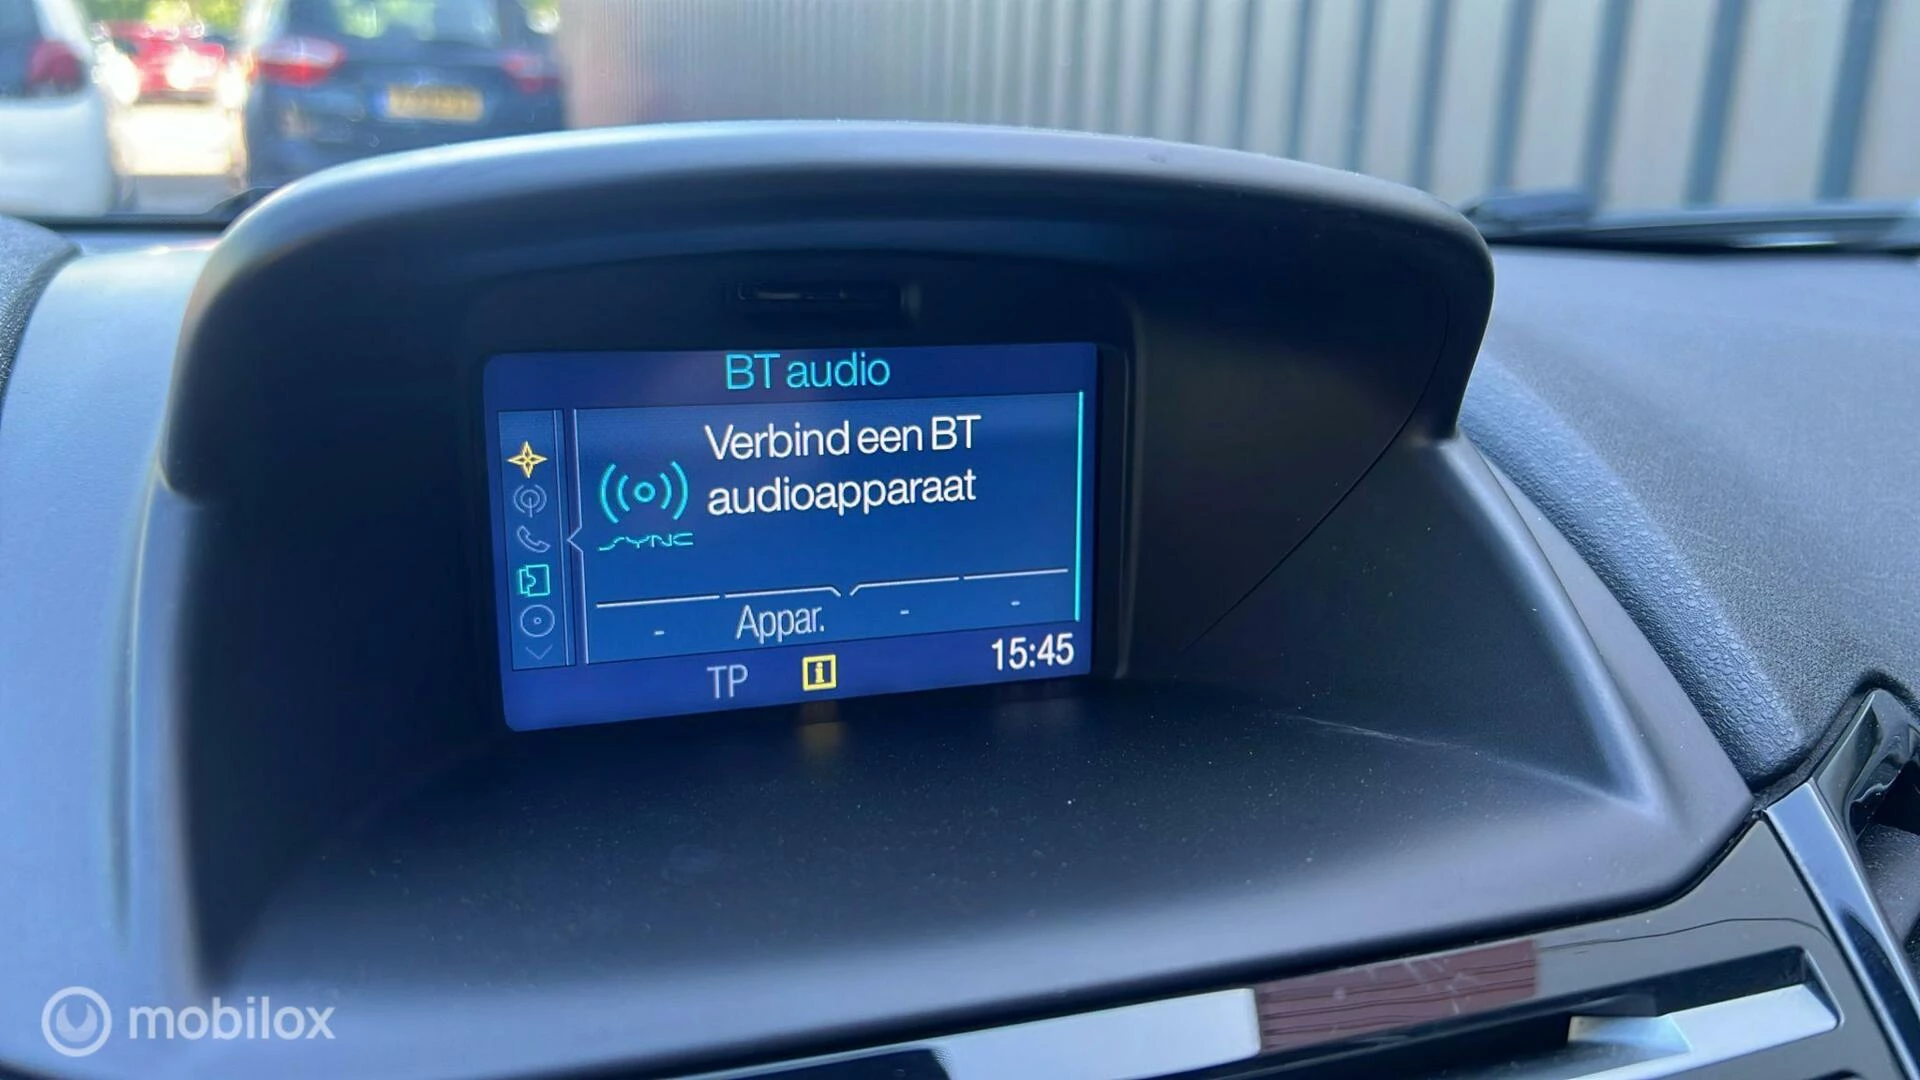 BT audio
Verbind een BT
audioapparaat
SYNC
- Appar. - -
TP i 15:45
mobilox